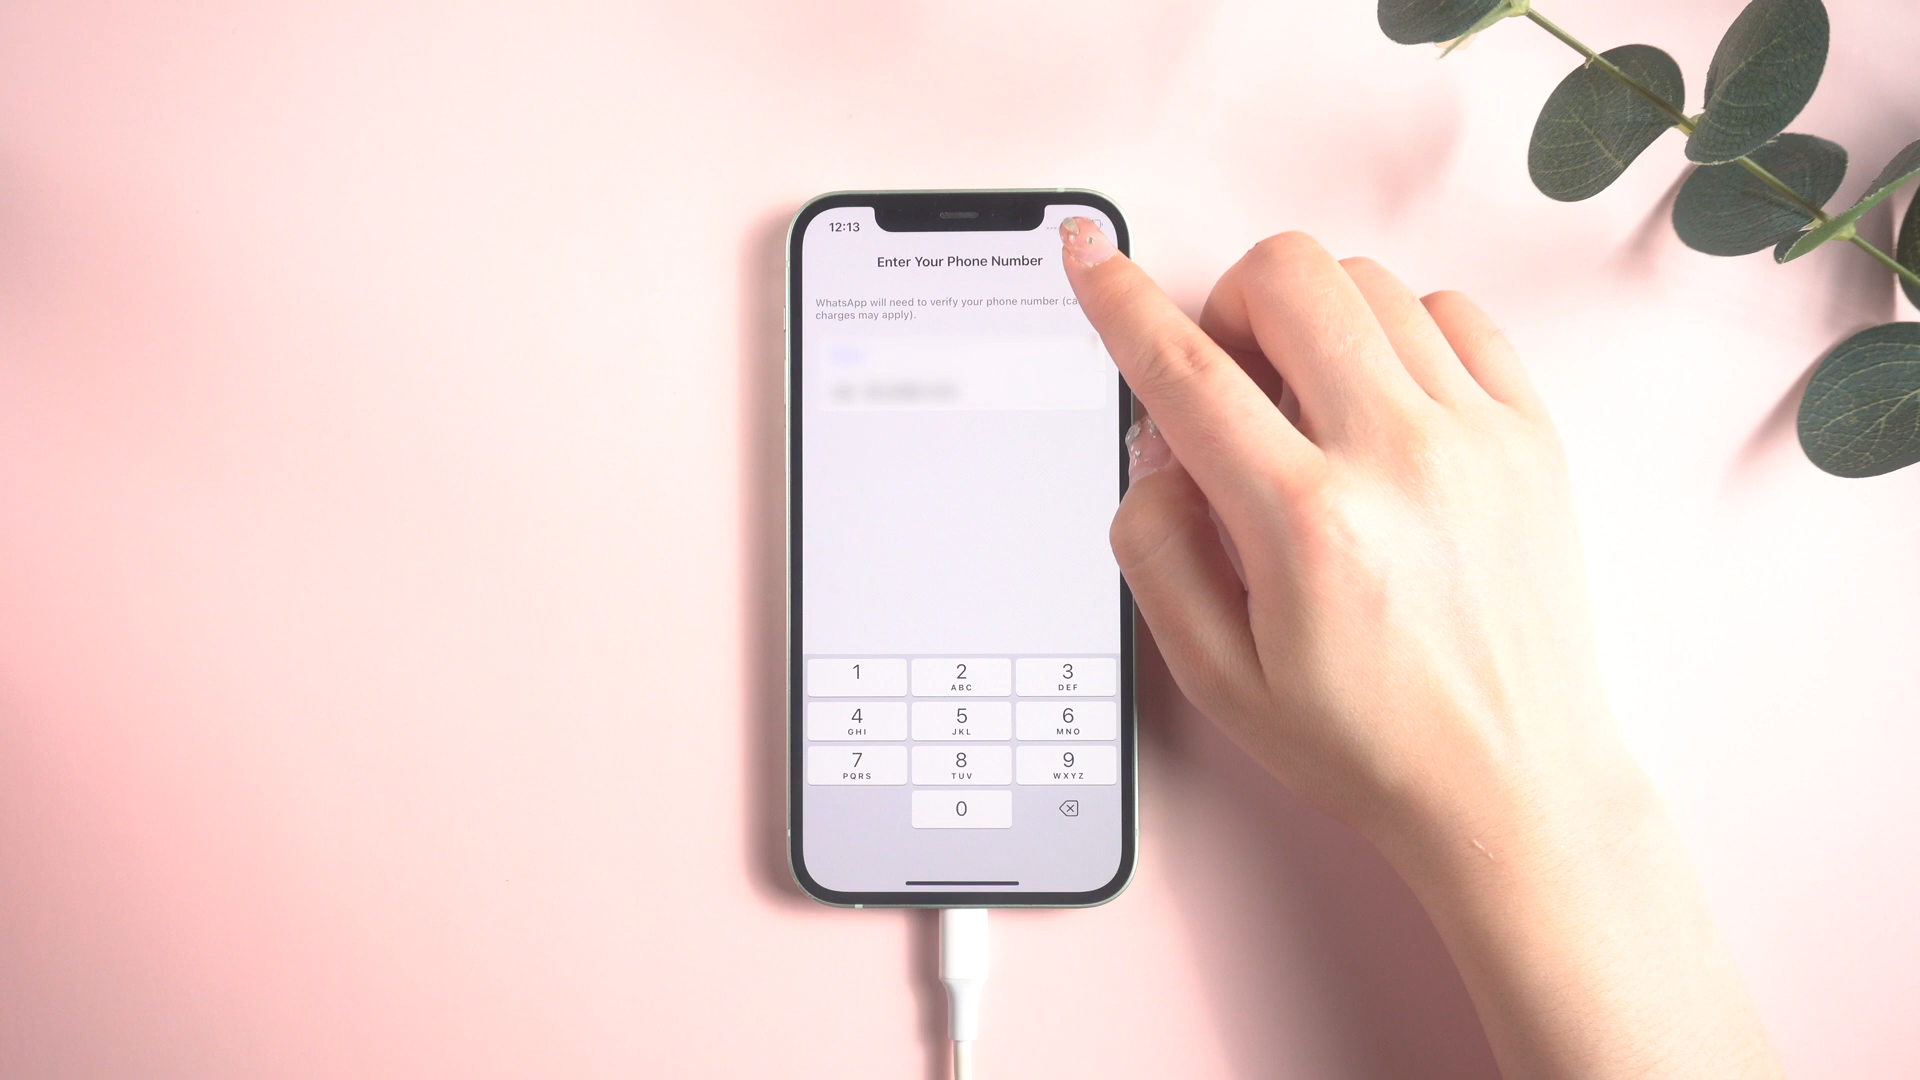 12:13
Enter Your Phone Number
WhatsApp will need to verify your phone number
charges may apply).
1
2
ABC
3
DEF
4
GHI
5
JKL
6
MNO
7
PQRS
8
TUV
9
WXYZ
0